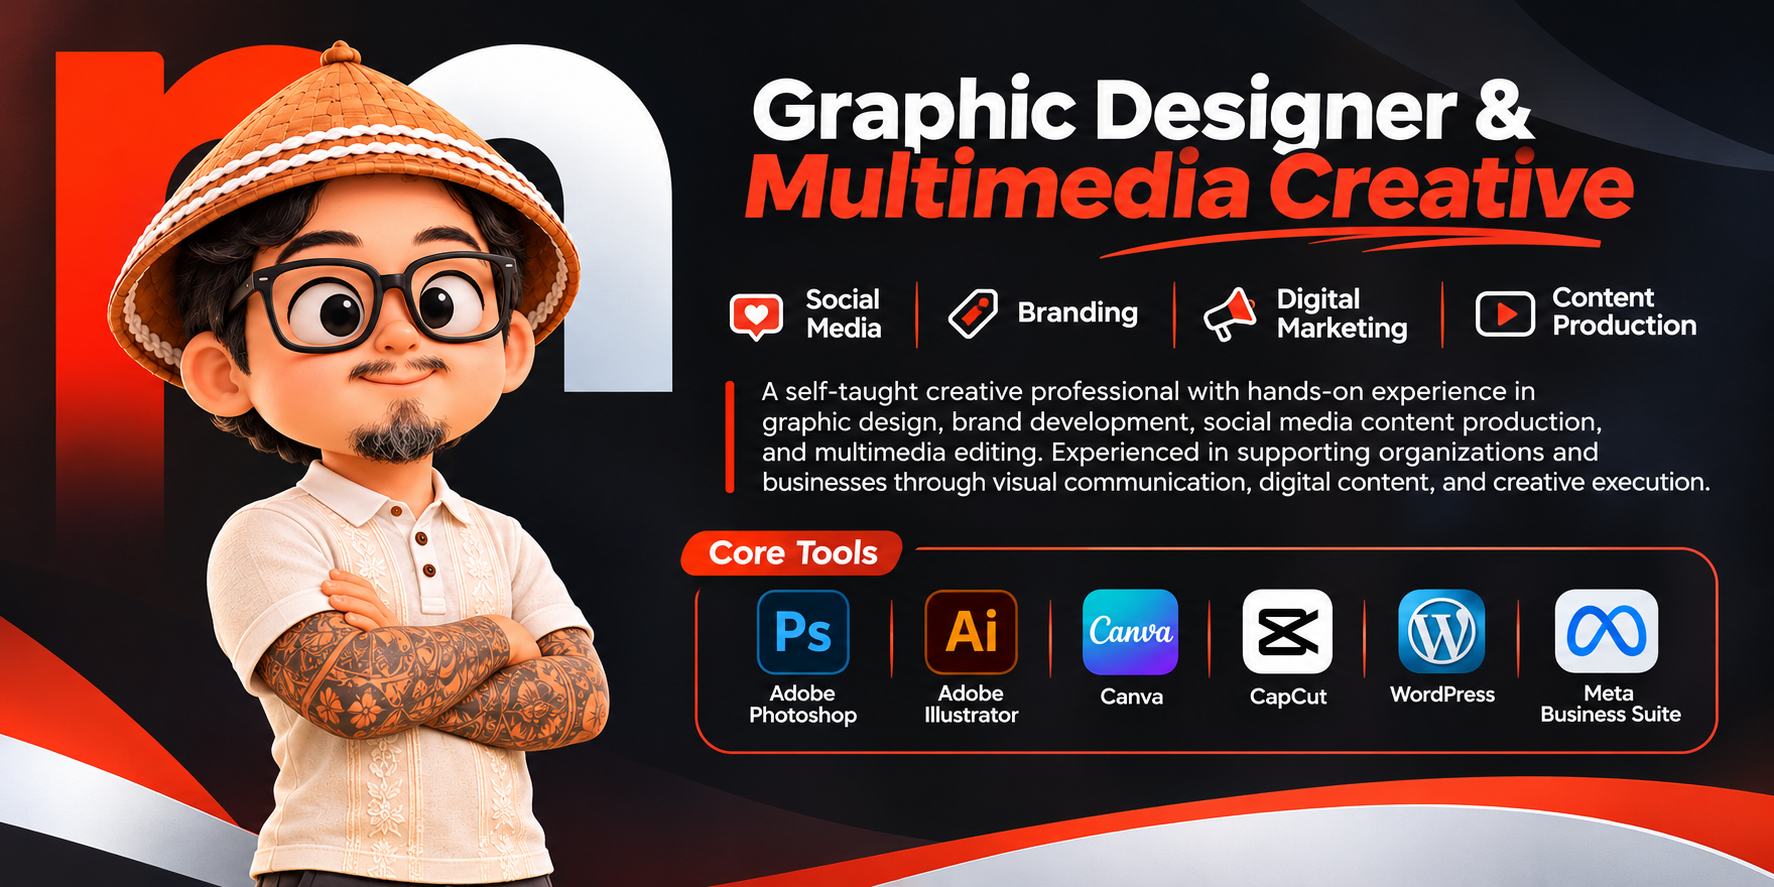 m
Graphic Designer &
Multimedia Creative
Social
Media
Branding
Digital
Marketing
Content
Production
A self-taught creative professional with hands-on experience in
graphic design, brand development, social media content production,
and multimedia editing. Experienced in supporting organizations and
businesses through visual communication, digital content, and creative execution.
Core Tools
Ps
Adobe
Photoshop
Ai
Adobe
Illustrator
Canva
Canva
CapCut
W
WordPress
Meta
Business Suite